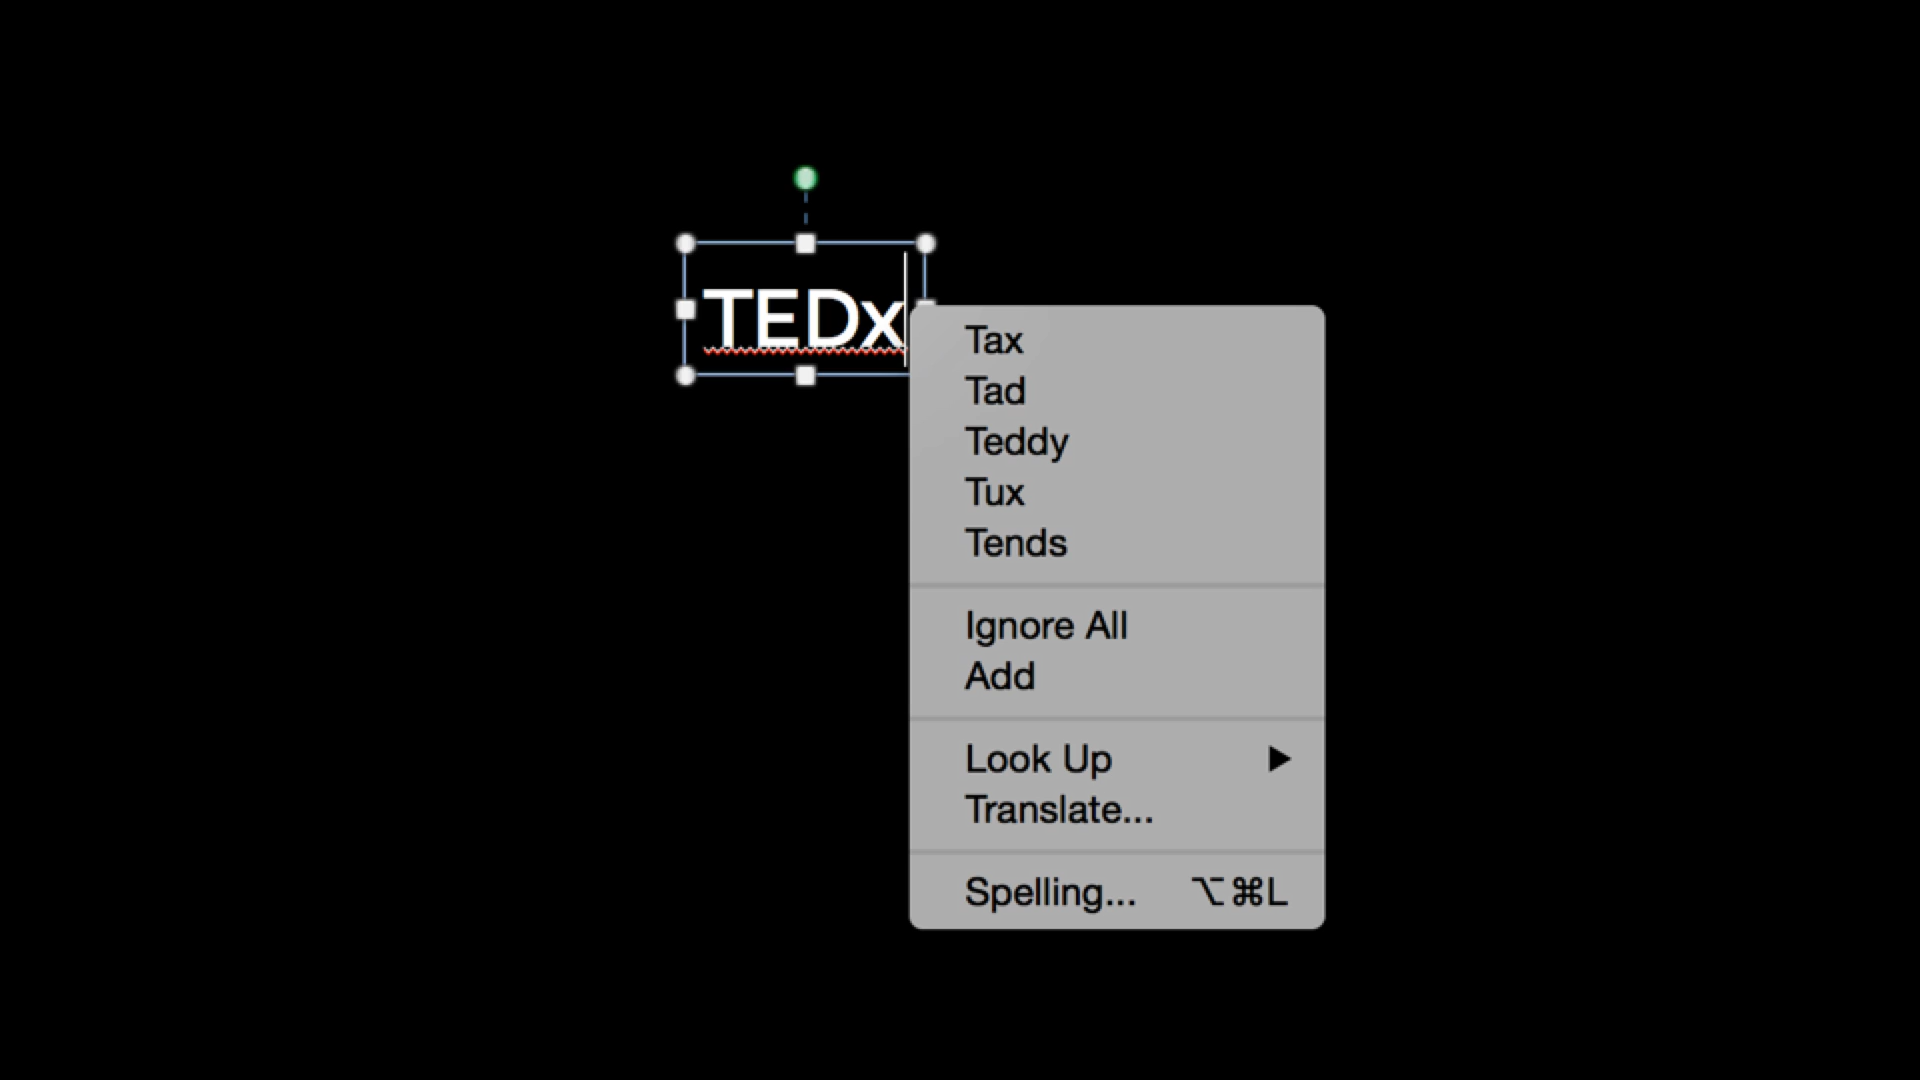 TEDx
Tax
Tad
Teddy
Tux
Tends
Ignore All
Add
Look Up ▶
Translate...
Spelling... ⌥⌘L